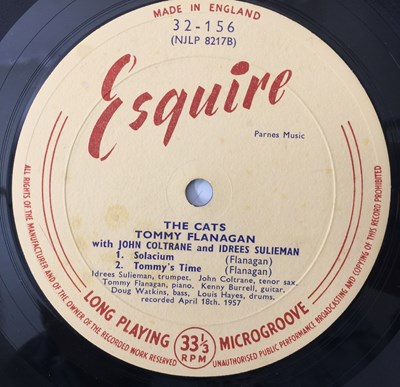 MADE IN ENGLAND
32-156
(NJLP 8217B)
Esquire
Parnes Music
THE CATS
TOMMY FLANAGAN
with JOHN COLTRANE and IDREES SULIEMAN
1. Solacium (Flanagan)
2. Tommy's Time (Flanagan)
Idrees Sulieman, trumpet, John Coltrane, tenor sax.
Tommy Flanagan, piano, Kenny Burrell, guitar.
Doug Watkins, bass, Louis Hayes, drums.
recorded April 18th. 1957
LONG PLAYING 33⅓ RPM MICROGROOVE
ALL RIGHTS OF THE MANUFACTURER AND OF THE OWNER OF THE RECORDED WORK RESERVED
UNAUTHORISED PUBLIC PERFORMANCE BROADCASTING AND COPYING OF THIS RECORD PROHIBITED